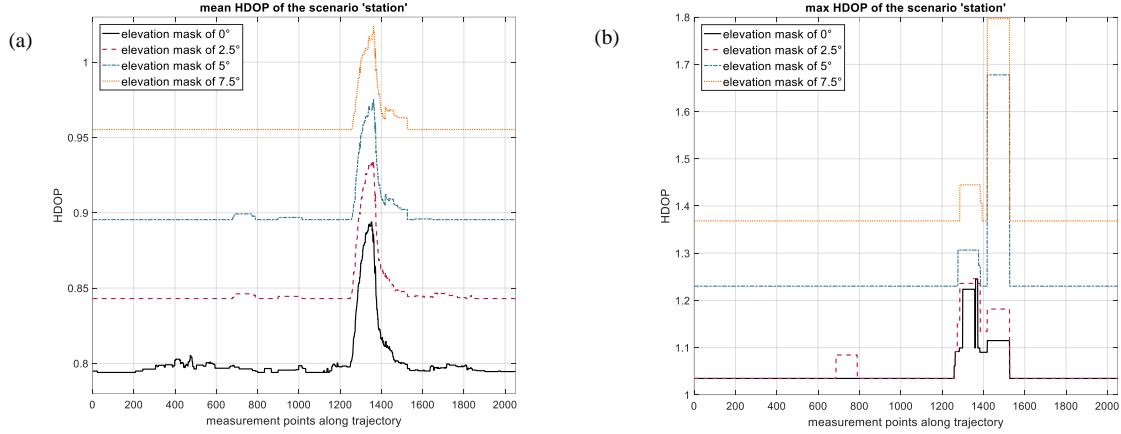 (a)
mean HDOP of the scenario 'station'
elevation mask of 0°
elevation mask of 2.5°
elevation mask of 5°
elevation mask of 7.5°
HDOP
1
0.95
0.9
0.85
0.8
0 200 400 600 800 1000 1200 1400 1600 1800 2000
measurement points along trajectory
(b)
max HDOP of the scenario 'station'
elevation mask of 0°
elevation mask of 2.5°
elevation mask of 5°
elevation mask of 7.5°
HDOP
1.8
1.7
1.6
1.5
1.4
1.3
1.2
1.1
1
0 200 400 600 800 1000 1200 1400 1600 1800 2000
measurement points along trajectory